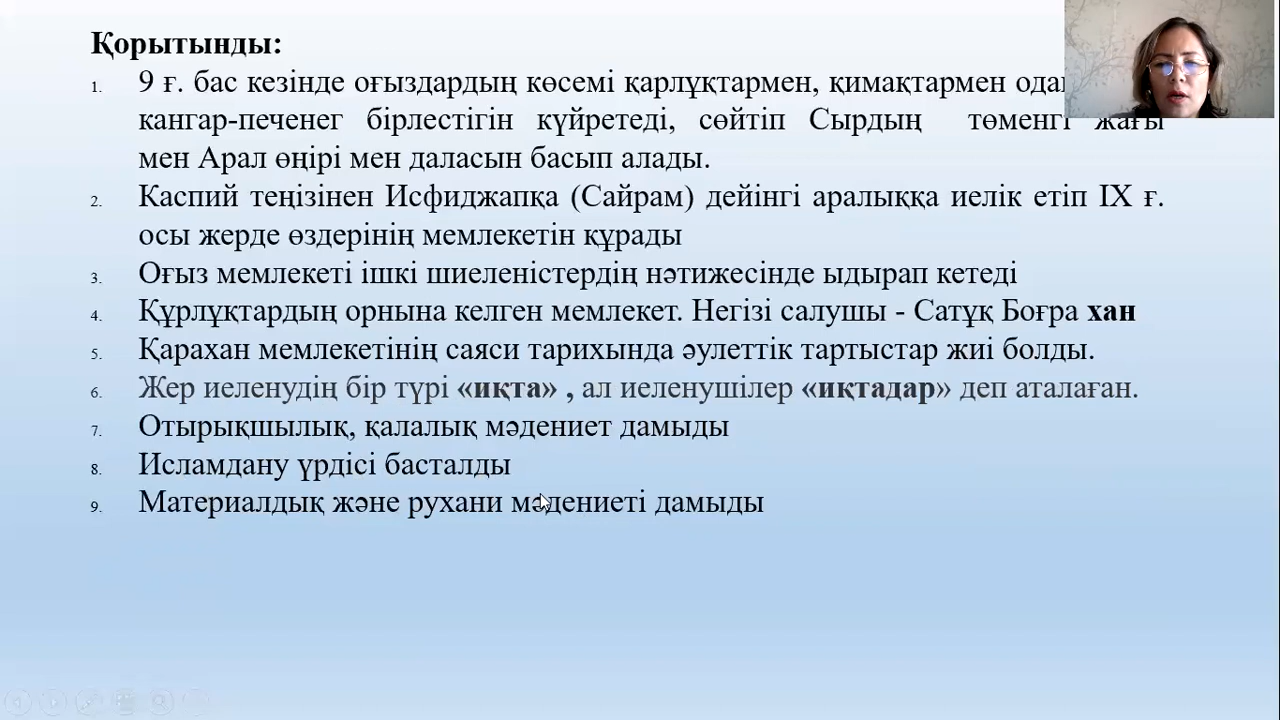 Қорытынды:
1. 9 ғ. бас кезінде оғыздардың көсемі қарлұқтармен, қимақтармен
кангар-печенег бірлестігін күйретеді, сөйтіп Сырдың төменгі жағы
мен Арал өңірі мен даласын басып алады.
2. Каспий теңізінен Исфиджапқа (Сайрам) дейінгі аралыққа иелік етіп IX ғ.
осы жерде өздерінің мемлекетін құрады
3. Оғыз мемлекеті ішкі шиеленістердің нәтижесінде ыдырап кетеді
4. Құрлұқтардың орнына келген мемлекет. Негізі салушы - Сатұқ Боғра хан
5. Қарахан мемлекетінің саяси тарихында әулеттік тартыстар жиі болды.
6. Жер иеленудің бір түрі «иқта» , ал иеленушілер «иқтадар» деп аталаған.
7. Отырықшылық, қалалық мәдениет дамыды
8. Исламдану үрдісі басталды
9. Материалдық және рухани мәдениеті дамыды